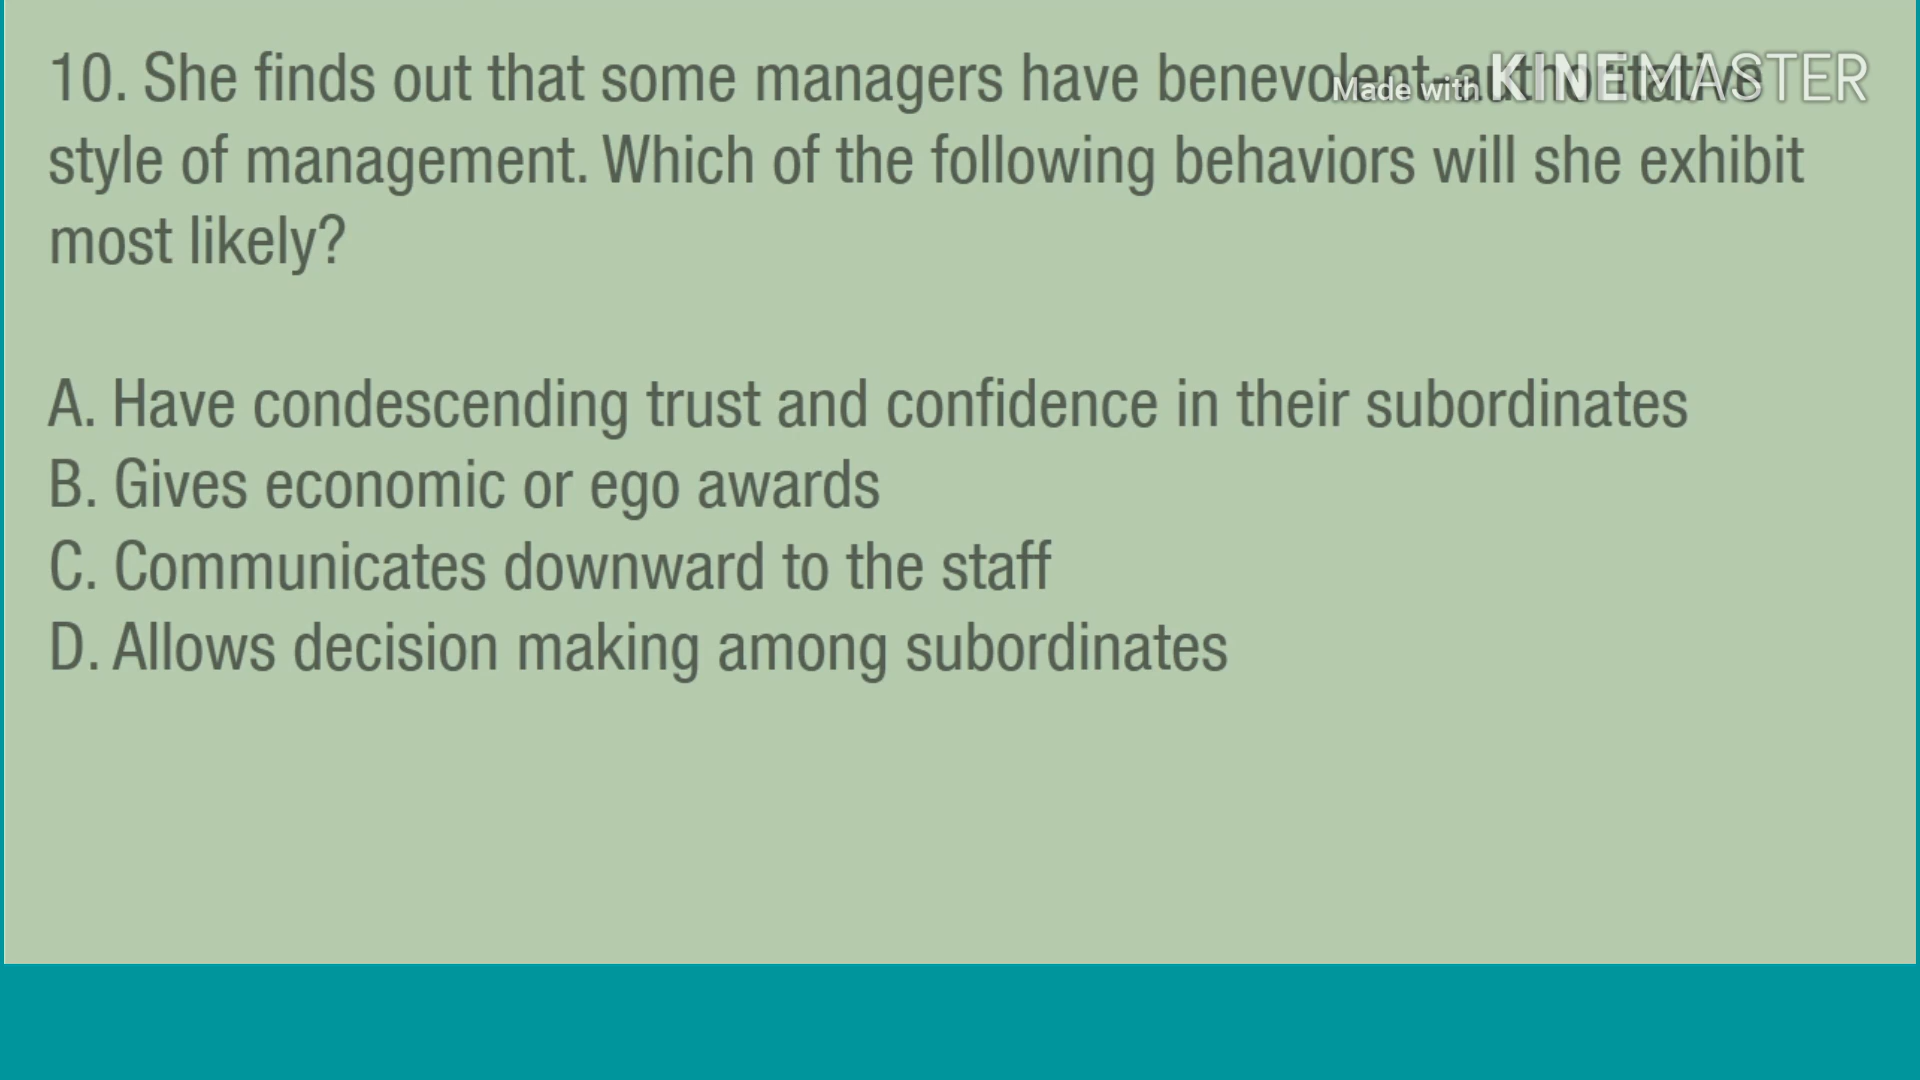 10. She finds out that some managers have benevolent-authoritative
Made with KINEMASTER
style of management. Which of the following behaviors will she exhibit
most likely?
A. Have condescending trust and confidence in their subordinates
B. Gives economic or ego awards
C. Communicates downward to the staff
D. Allows decision making among subordinates